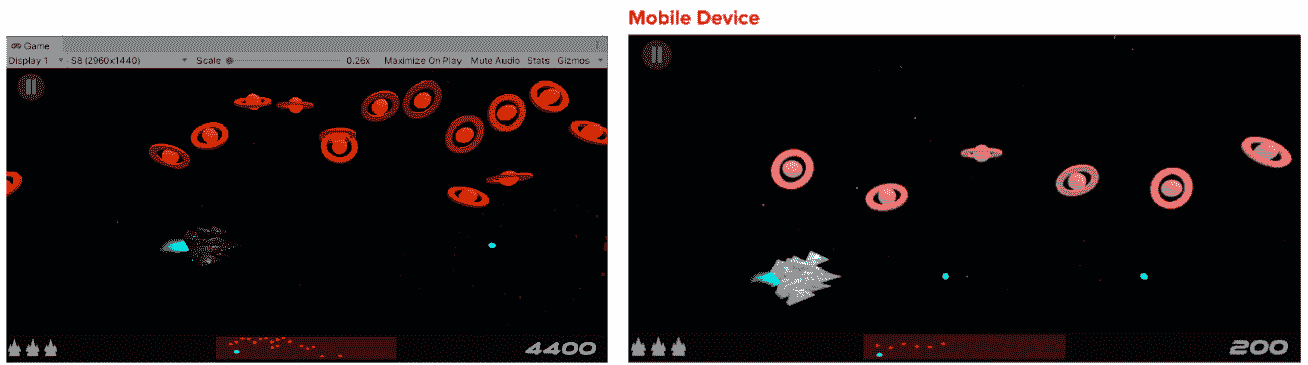 Mobile Device
Game
Display 1 S8 (2960x1440) Scale 0.26x Maximize On Play Mute Audio Stats Gizmos
4400
200